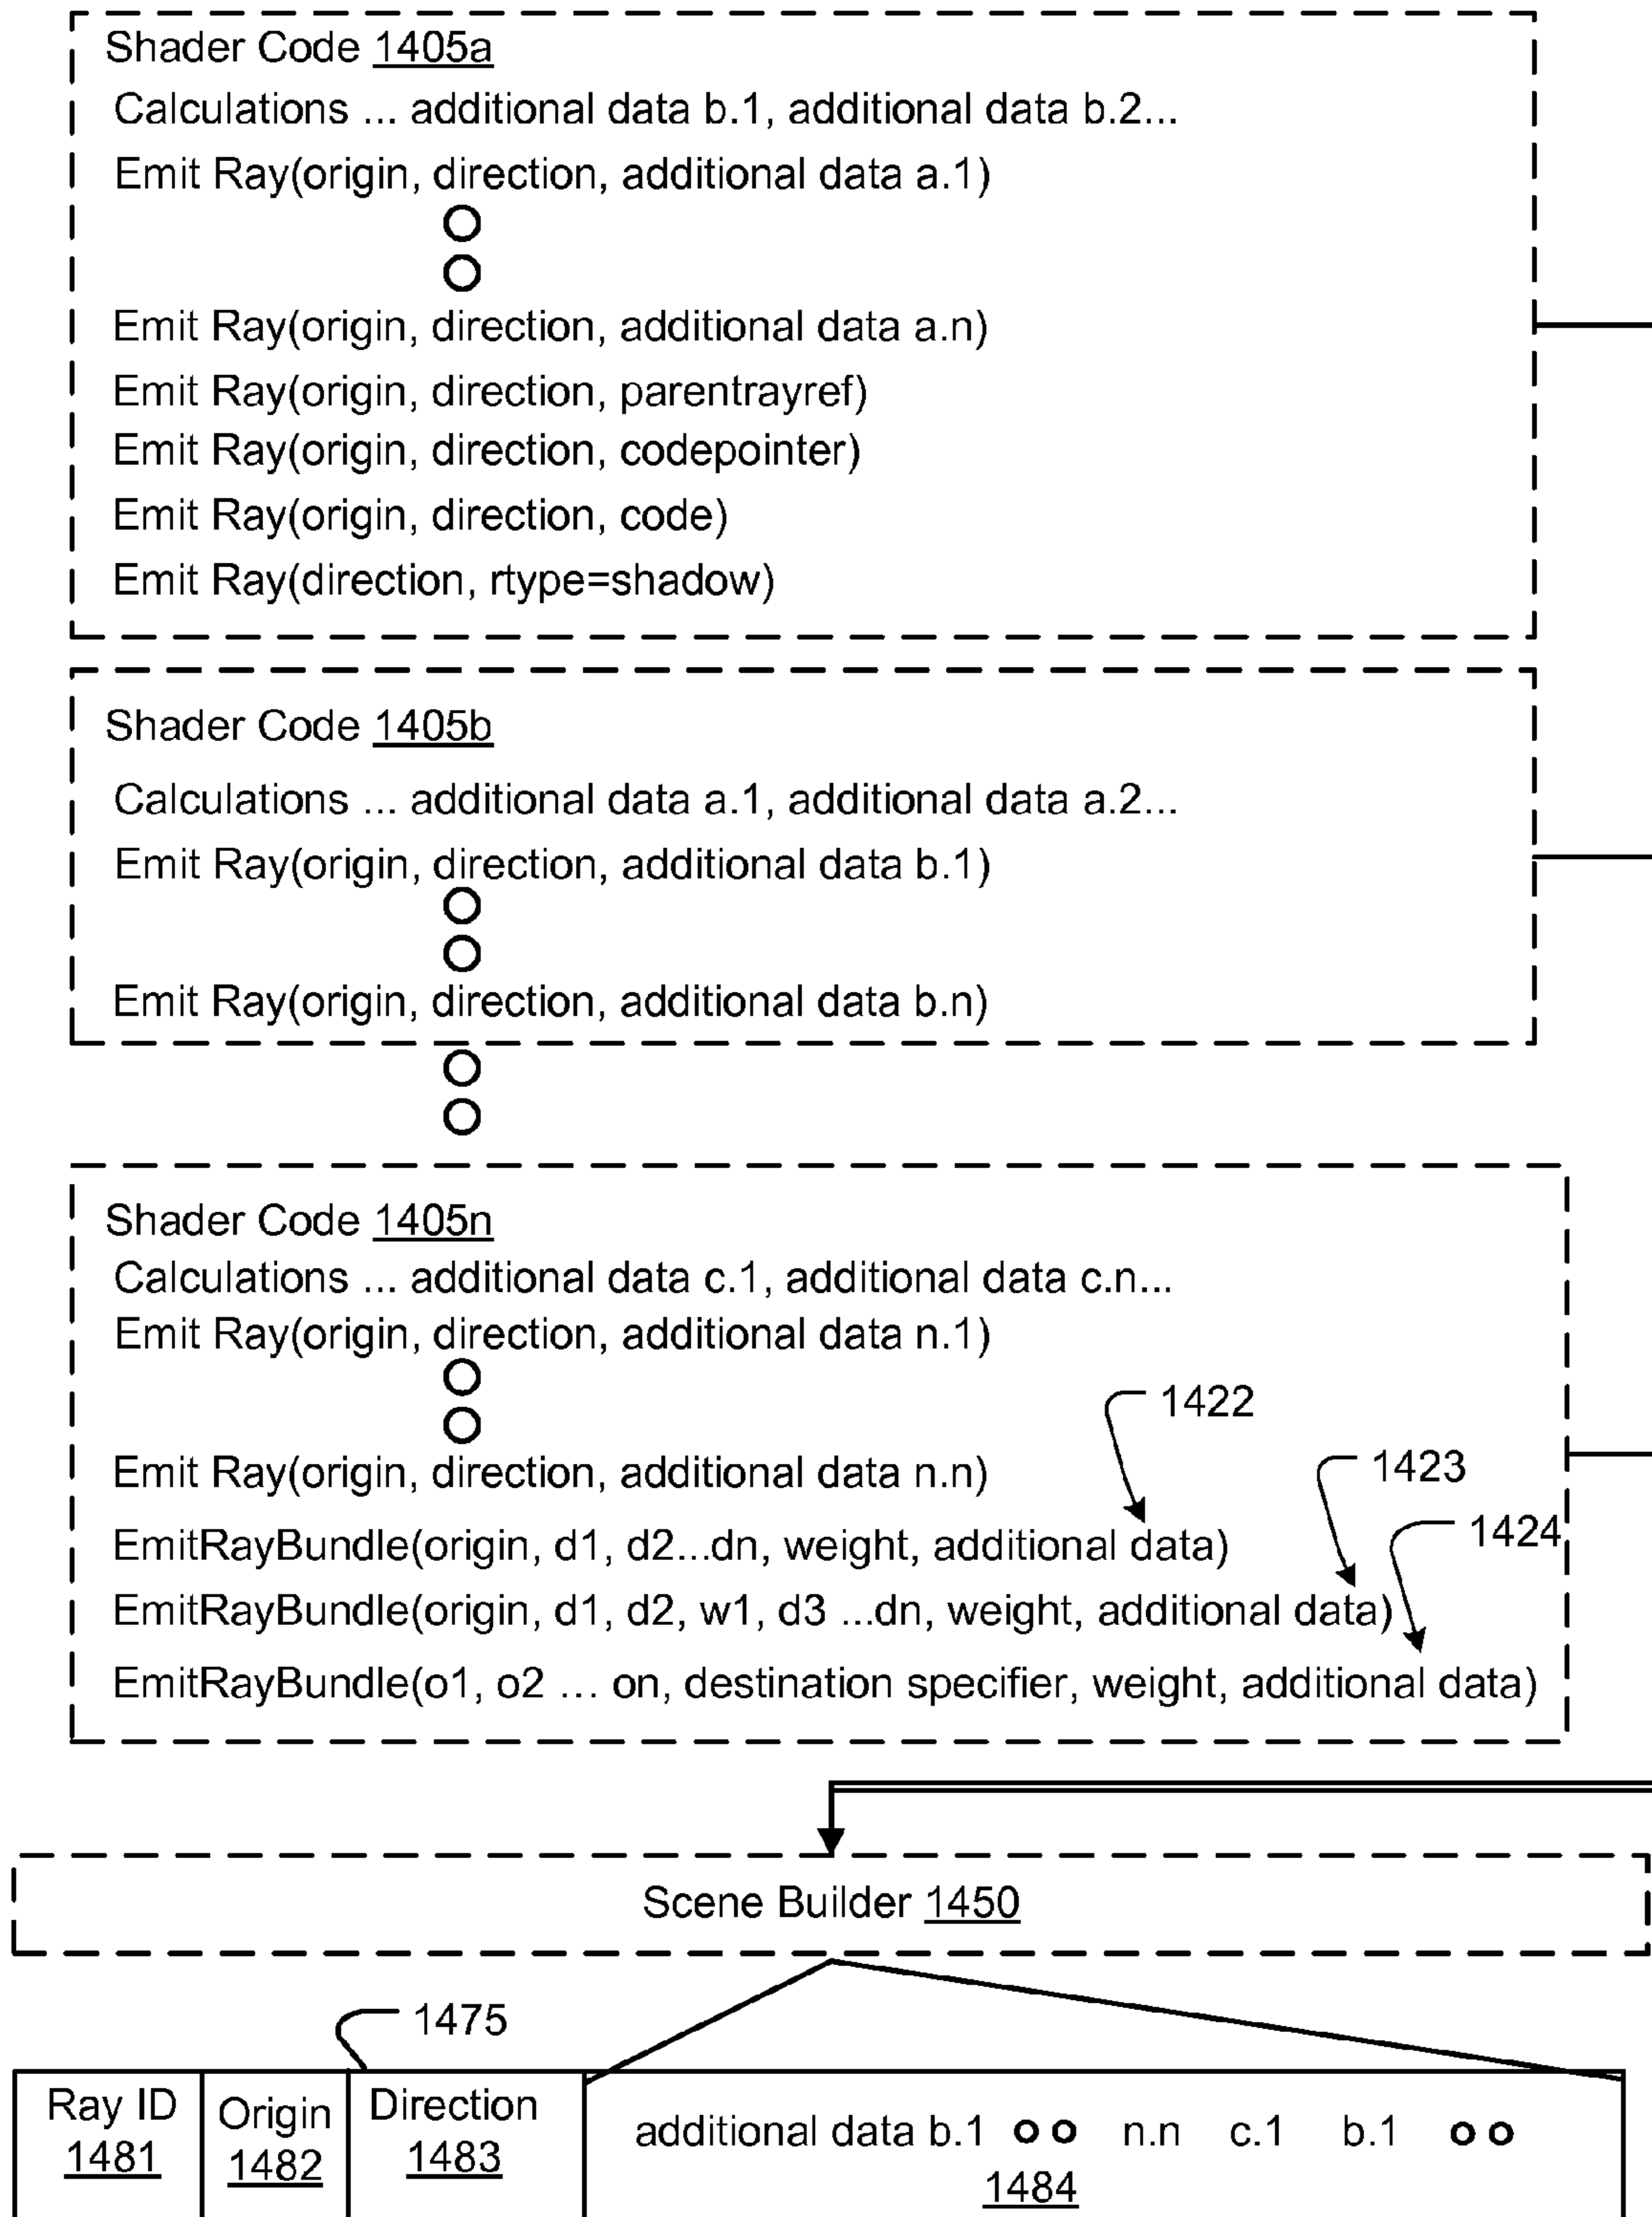 Shader Code 1405a
Calculations ... additional data b.1, additional data b.2...
Emit Ray(origin, direction, additional data a.1)
Emit Ray(origin, direction, additional data a.n)
Emit Ray(origin, direction, parentrayref)
Emit Ray(origin, direction, codepointer)
Emit Ray(origin, direction, code)
Emit Ray(direction, rtype=shadow)
Shader Code 1405b
Calculations ... additional data a.1, additional data a.2...
Emit Ray(origin, direction, additional data b.1)
Emit Ray(origin, direction, additional data b.n)
Shader Code 1405n
Calculations ... additional data c.1, additional data c.n...
Emit Ray(origin, direction, additional data n.1)
1422
Emit Ray(origin, direction, additional data n.n)
1423
EmitRayBundle(origin, d1, d2...dn, weight, additional data)
1424
EmitRayBundle(origin, d1, d2, w1, d3 ...dn, weight, additional data)
EmitRayBundle(o1, o2 ... on, destination specifier, weight, additional data)
Scene Builder 1450
1475
Ray ID
1481
Origin
1482
Direction
1483
additional data b.1 n.n c.1 b.1
1484